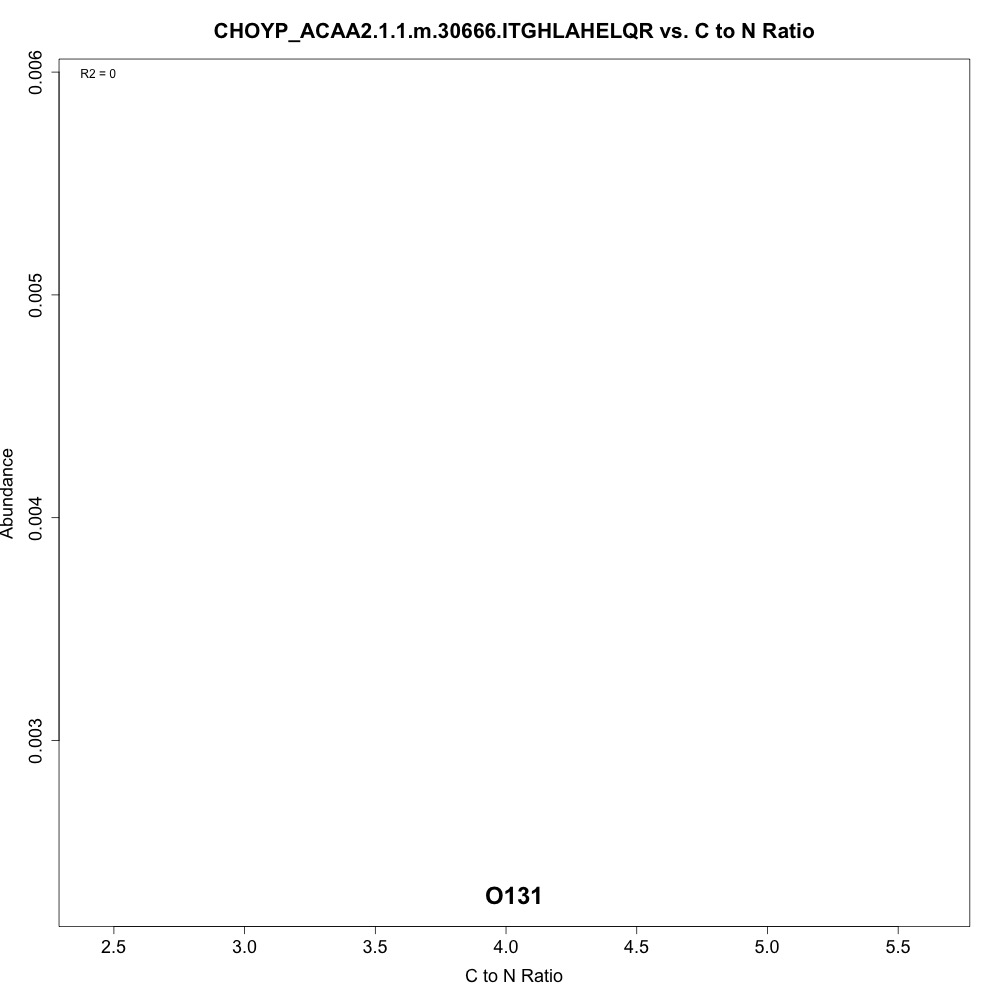 CHOYP_ACAA2.1.1.m.30666.ITGHLAHELQR vs. C to N Ratio
R2 = 0
0.006
0.005
0.004
0.003
Abundance
O131
2.5 3.0 3.5 4.0 4.5 5.0 5.5
C to N Ratio